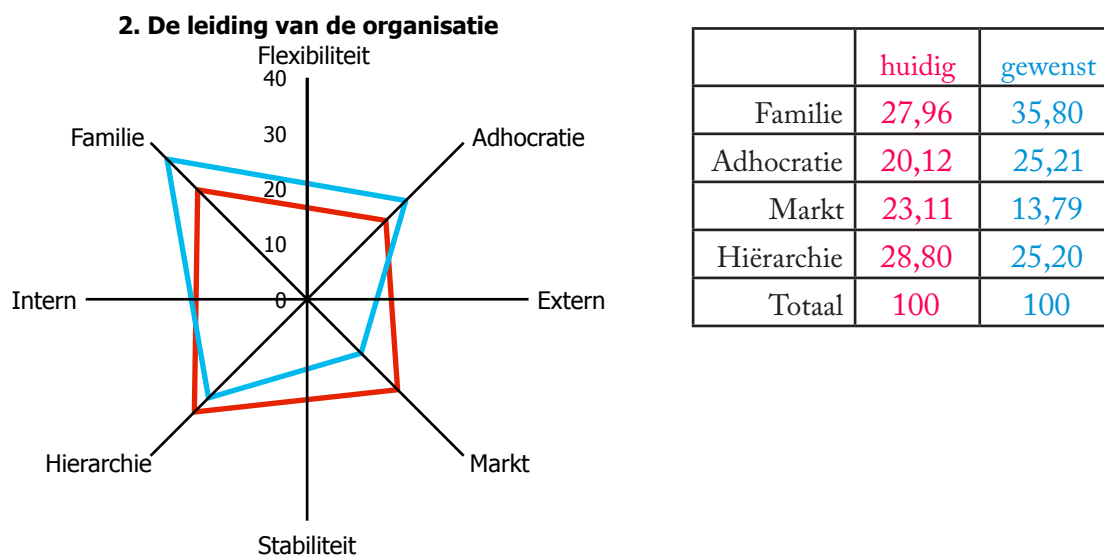 2. De leiding van de organisatie
Flexibiliteit
40
30
20
10
0
Familie
Adhocratie
Intern
Extern
Hierarchie
Markt
Stabiliteit
huidig gewenst
Familie 27,96 35,80
Adhocratie 20,12 25,21
Markt 23,11 13,79
Hiërarchie 28,80 25,20
Totaal 100 100